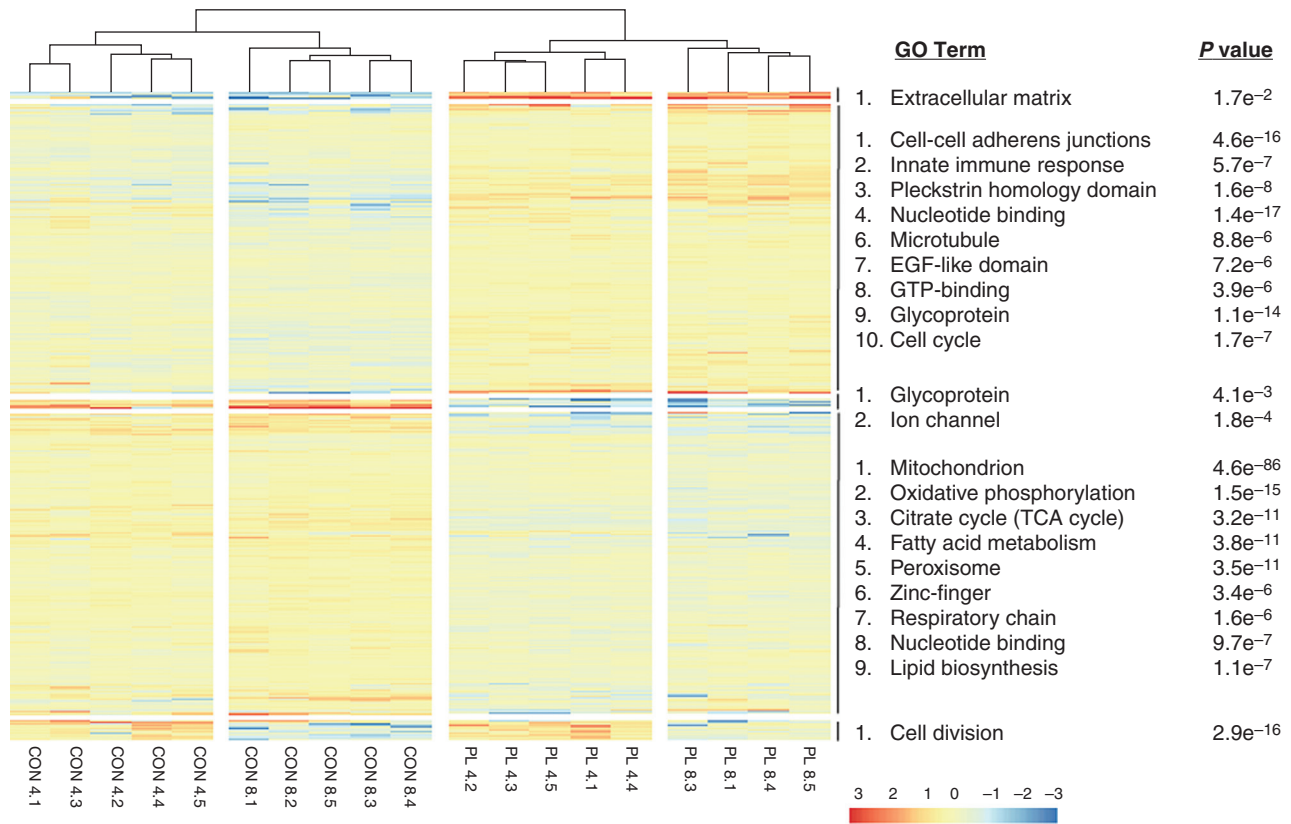 GO Term P value
1. Extracellular matrix 1.7e–2
1. Cell-cell adherens junctions 4.6e–16
2. Innate immune response 5.7e–7
3. Pleckstrin homology domain 1.6e–8
4. Nucleotide binding 1.4e–17
6. Microtubule 8.8e–6
7. EGF-like domain 7.2e–6
8. GTP-binding 3.9e–6
9. Glycoprotein 1.1e–14
10. Cell cycle 1.7e–7
1. Glycoprotein 4.1e–3
2. Ion channel 1.8e–4
1. Mitochondrion 4.6e–86
2. Oxidative phosphorylation 1.5e–15
3. Citrate cycle (TCA cycle) 3.2e–11
4. Fatty acid metabolism 3.8e–11
5. Peroxisome 3.5e–11
6. Zinc-finger 3.4e–6
7. Respiratory chain 1.6e–6
8. Nucleotide binding 9.7e–7
9. Lipid biosynthesis 1.1e–7
1. Cell division 2.9e–16
CON 4.1
CON 4.3
CON 4.2
CON 4.4
CON 4.5
CON 8.1
CON 8.2
CON 8.5
CON 8.3
CON 8.4
PL 4.2
PL 4.3
PL 4.5
PL 4.1
PL 4.4
PL 8.3
PL 8.1
PL 8.4
PL 8.5
3 2 1 0 –1 –2 –3